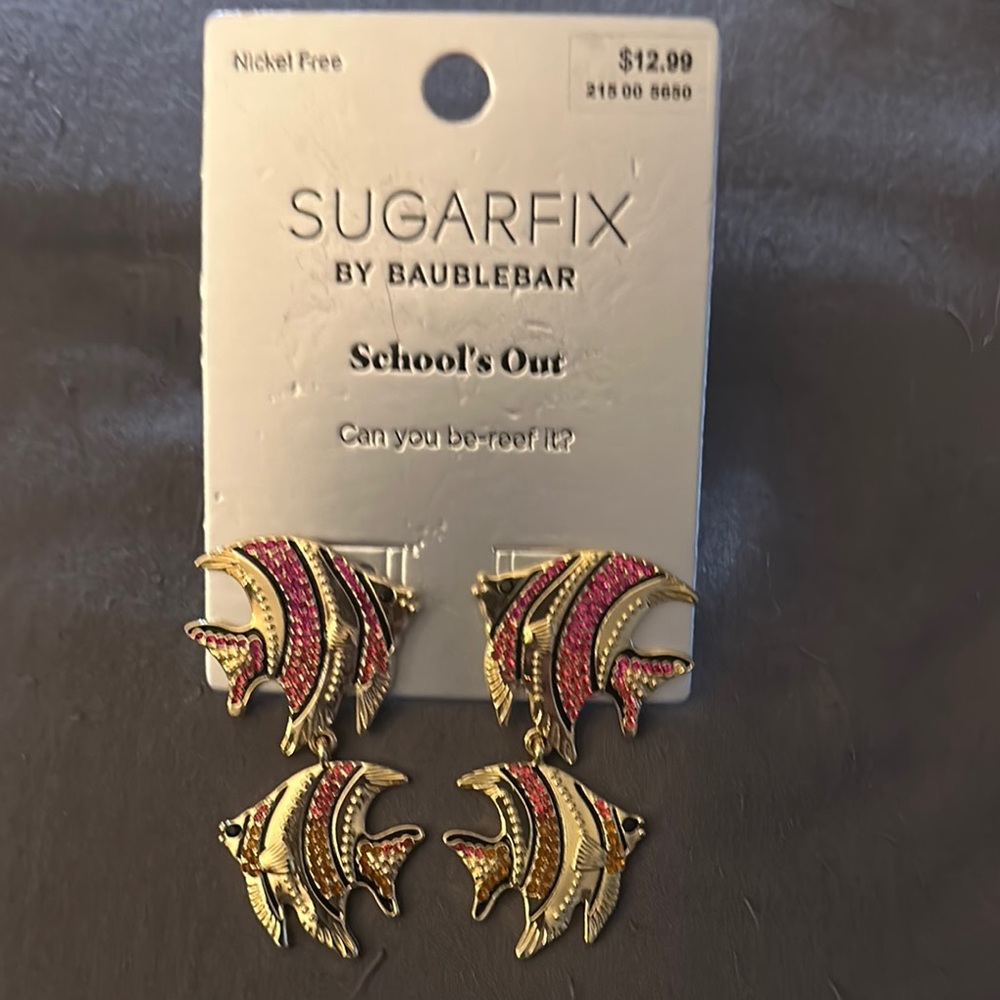 Nickel Free
$12.99
215 00 5650
SUGARFIX
BY BAUBLEBAR
School's Out
Can you be-reef it?